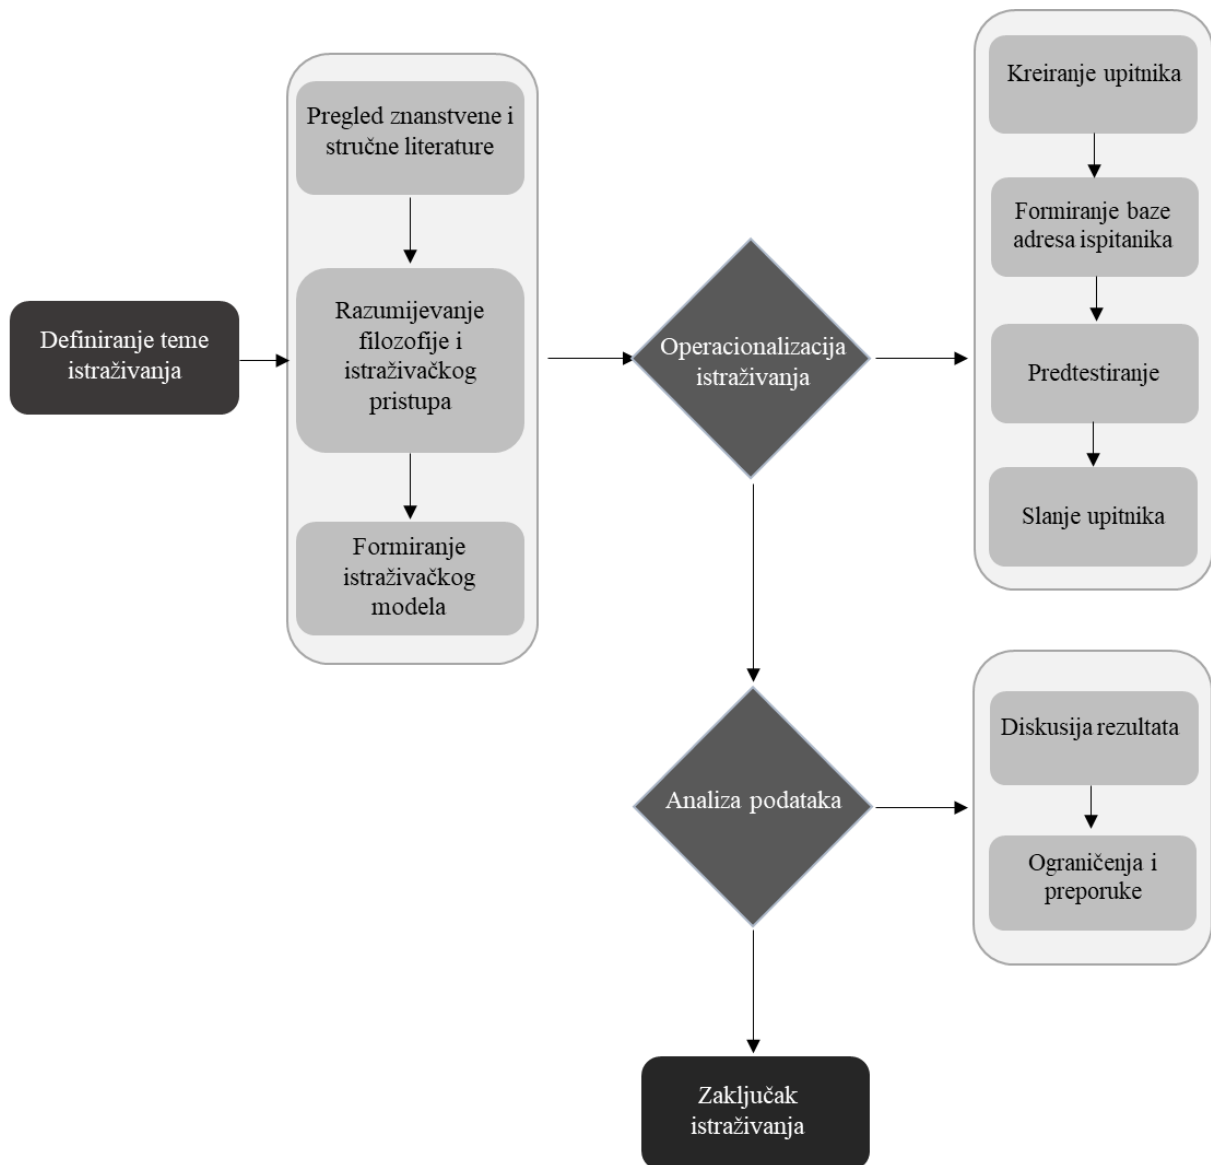 Definiranje teme
istraživanja
Pregled znanstvene i
stručne literature
Razumijevanje
filozofije i
istraživačkog
pristupa
Formiranje
istraživačkog
modela
Operacionalizacija
istraživanja
Kreiranje upitnika
Formiranje baze
adresa ispitanika
Predtestiranje
Slanje upitnika
Analiza podataka
Diskusija rezultata
Ograničenja i
preporuke
Zaključak
istraživanja